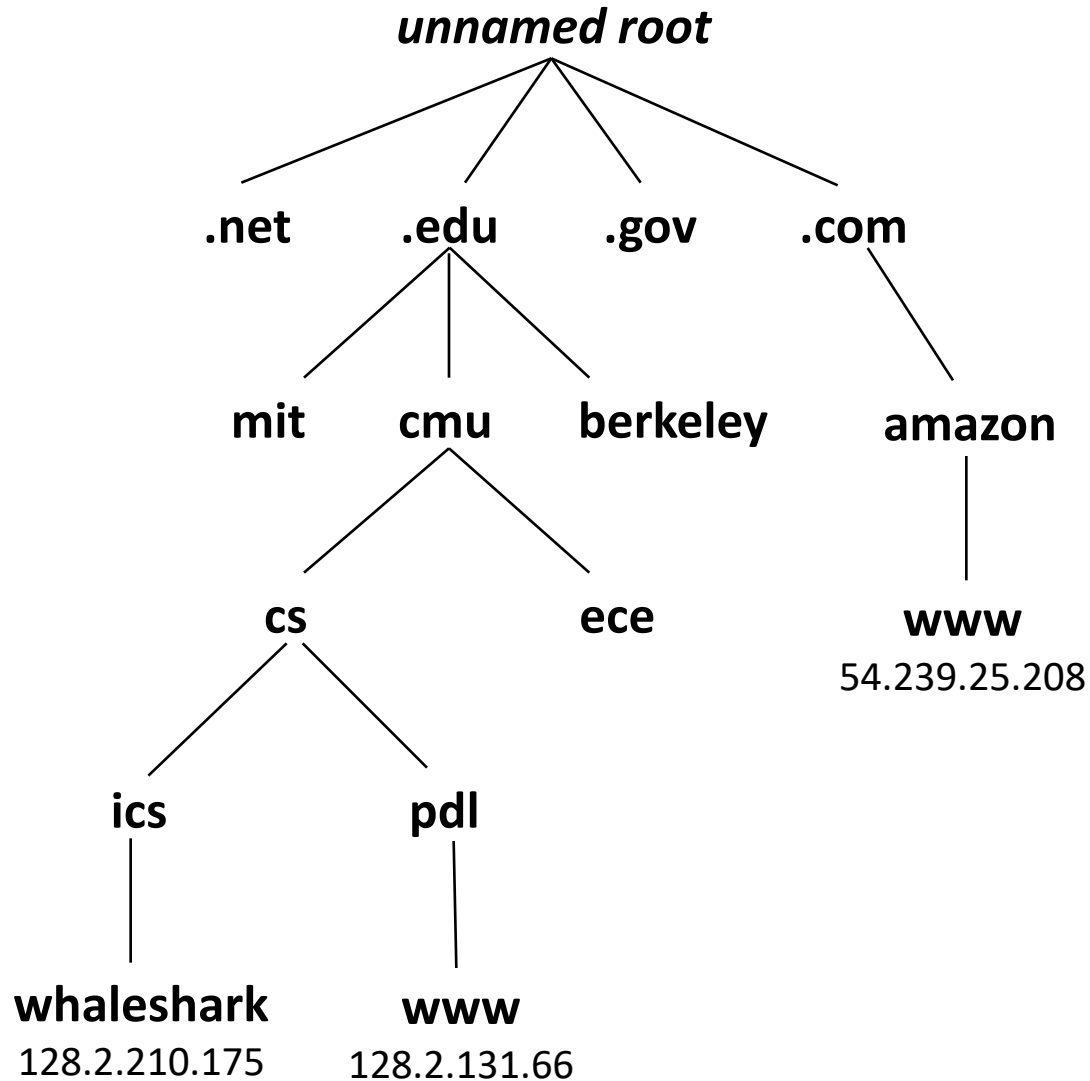 unnamed root
.net .edu .gov .com
mit cmu berkeley amazon
cs ece www
54.239.25.208
ics pdl
whaleshark www
128.2.210.175 128.2.131.66